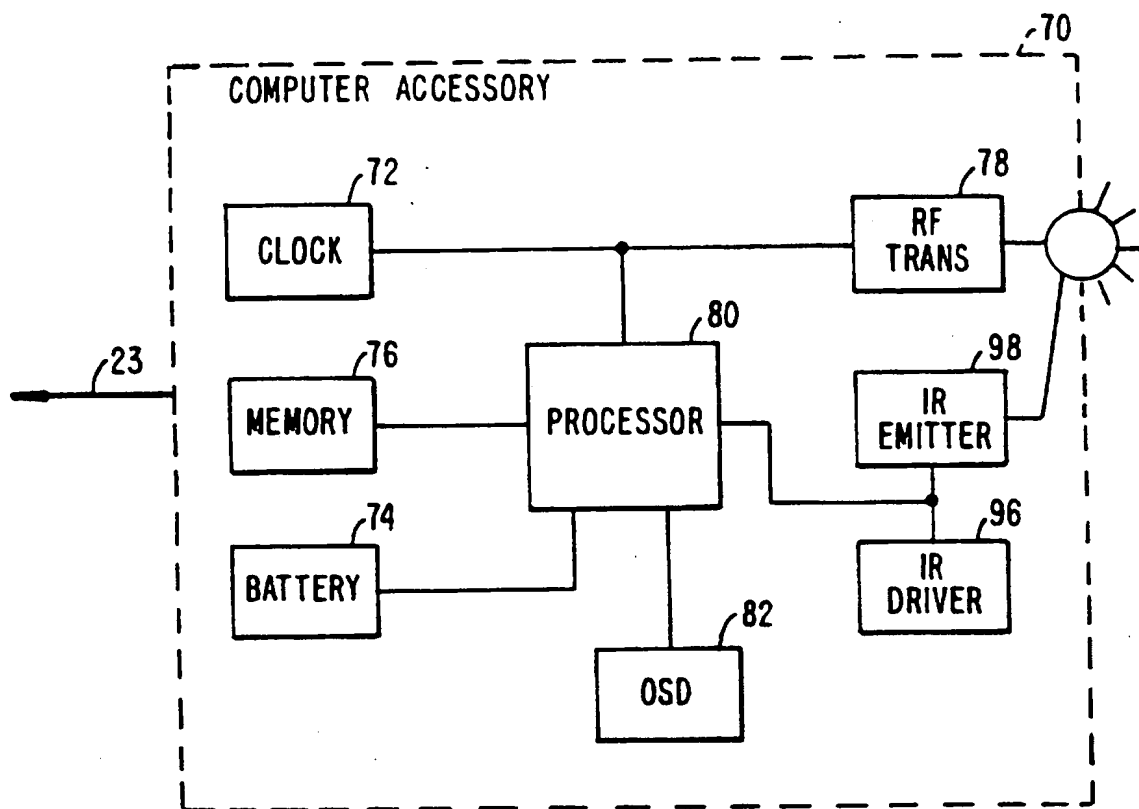 70
COMPUTER ACCESSORY
72
CLOCK
78
RF
TRANS
23
76
MEMORY
80
PROCESSOR
98
IR
EMITTER
74
BATTERY
96
IR
DRIVER
82
OSD